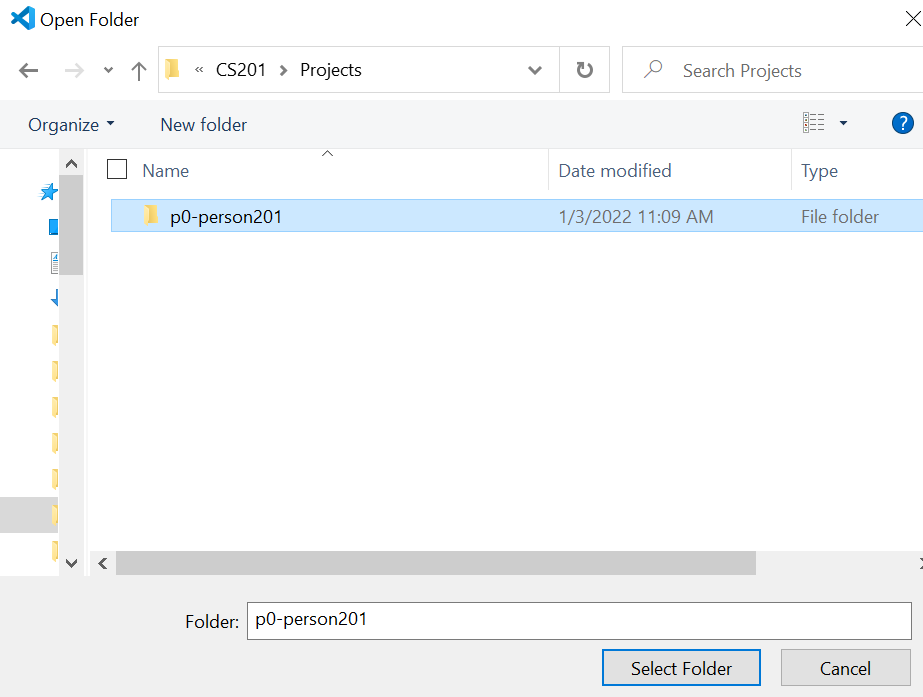 Open Folder
« CS201 > Projects
Search Projects
Organize New folder
?
Name Date modified Type
p0-person201 1/3/2022 11:09 AM File folder
Folder: p0-person201
Select Folder Cancel